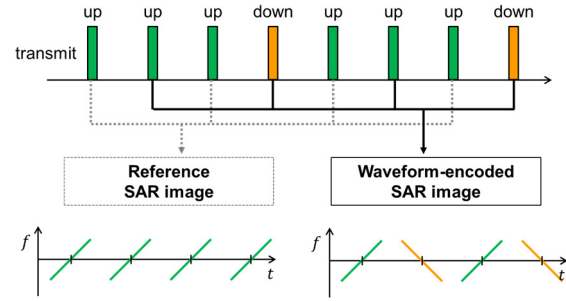 up up up down up up up down
transmit
Reference
SAR image
Waveform-encoded
SAR image
f
t
f
t